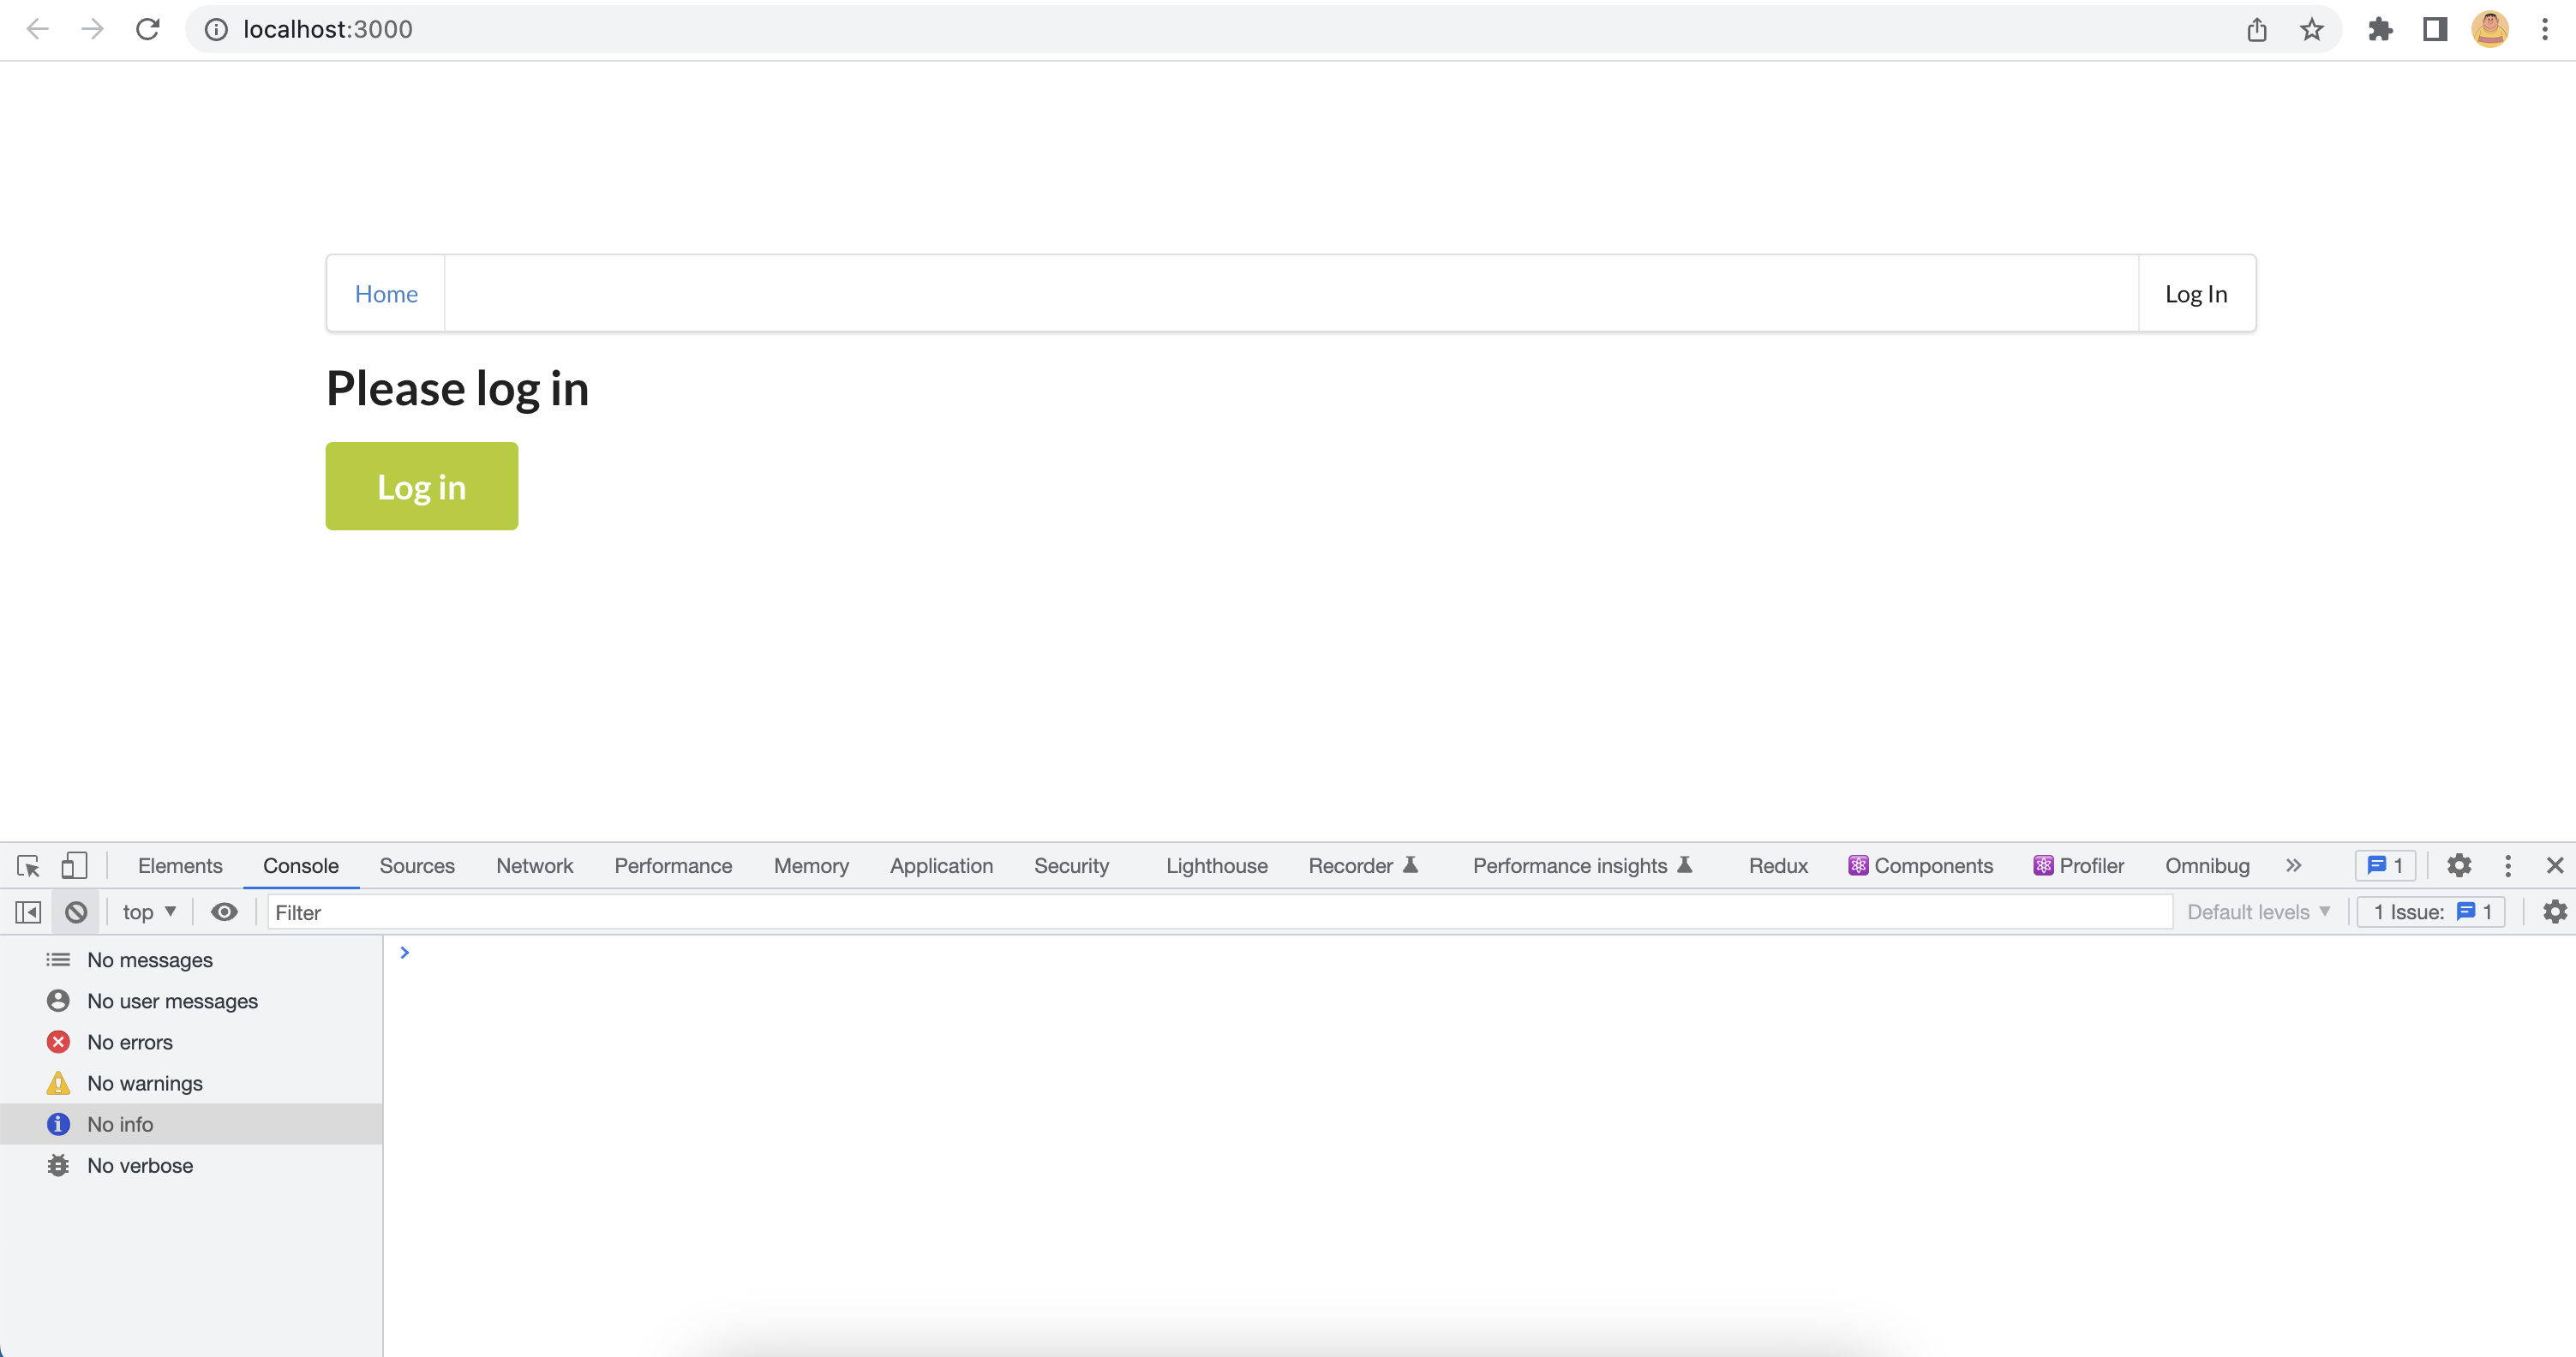 localhost:3000
Home
Log In
Please log in
Log in
Elements Console Sources Network Performance Memory Application Security Lighthouse Recorder Performance insights Redux Components Profiler Omnibug » 1
top Filter Default levels 1 Issue: 1
No messages
No user messages
No errors
No warnings
No info
No verbose